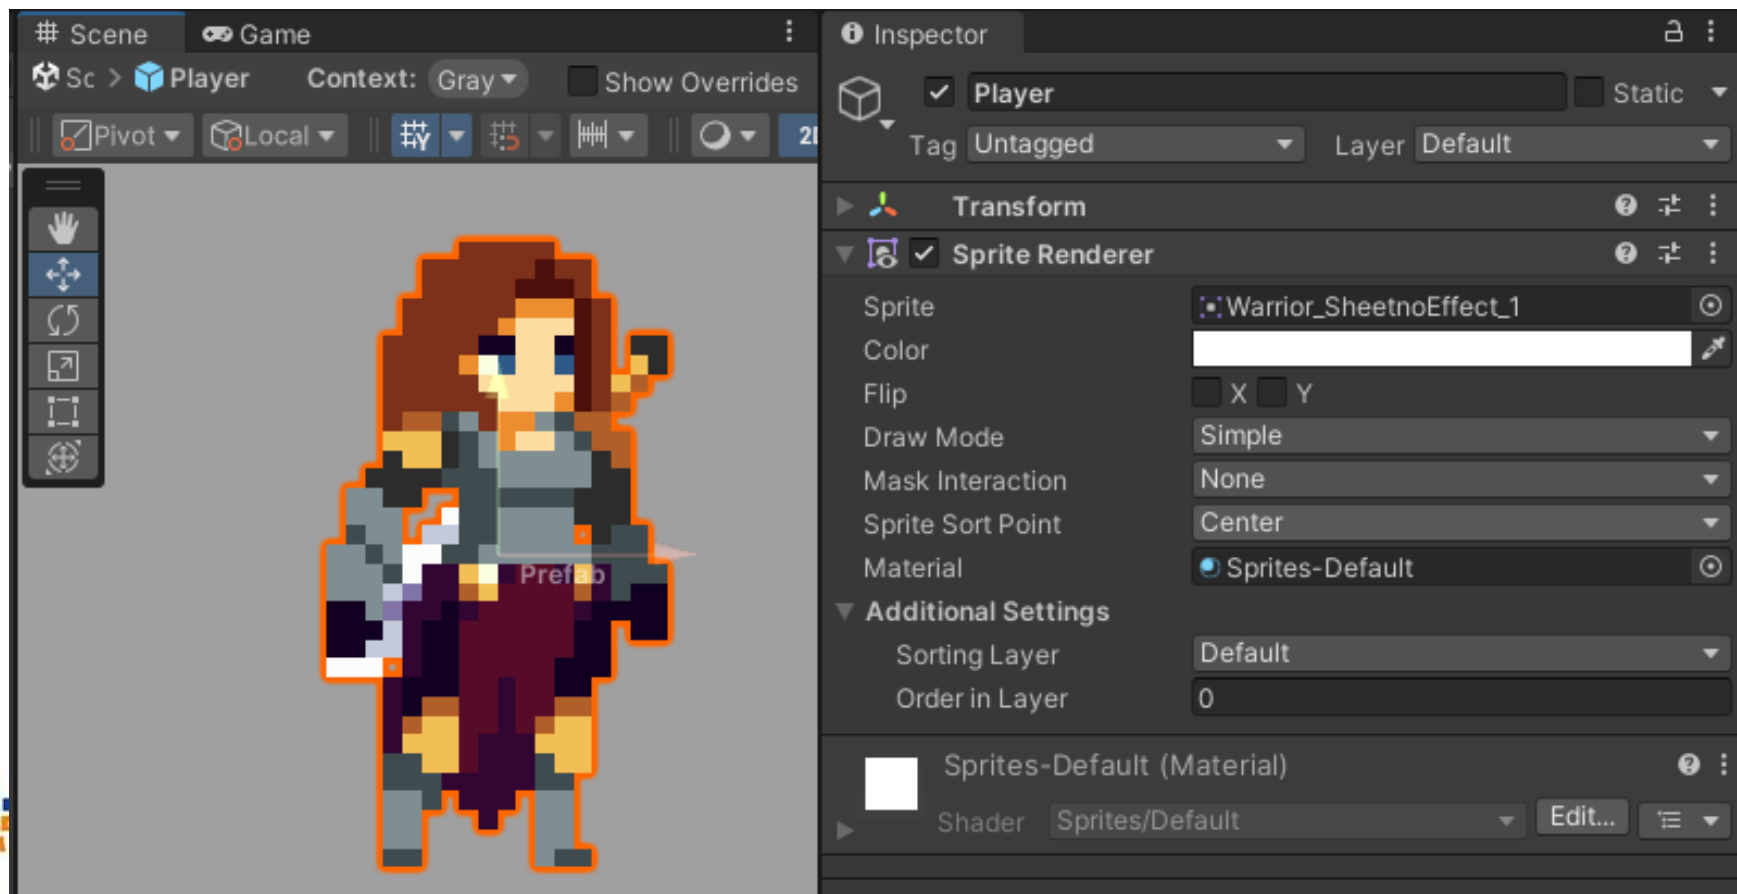 Scene
Game
Sc > Player Context: Gray Show Overrides
Pivot Local 2D
Prefab
Inspector
Player Static
Tag Untagged Layer Default
Transform
Sprite Renderer
Sprite Warrior_SheetnoEffect_1
Color
Flip X Y
Draw Mode Simple
Mask Interaction None
Sprite Sort Point Center
Material Sprites-Default
Additional Settings
Sorting Layer Default
Order in Layer 0
Sprites-Default (Material)
Shader Sprites/Default Edit...